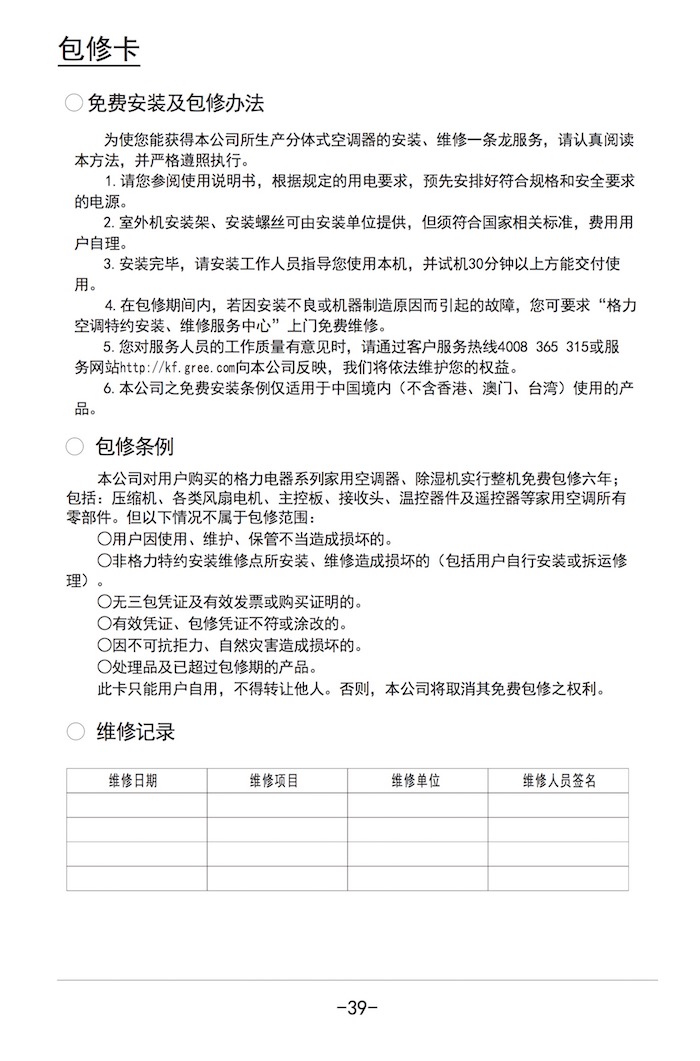 包修卡
○免费安装及包修办法
为使您能获得本公司所生产分体式空调器的安装、维修一条龙服务，请认真阅读
本方法，并严格遵照执行。
1.请您参阅使用说明书，根据规定的用电要求，预先安排好符合规格和安全要求
的电源。
2.室外机安装架、安装螺丝可由安装单位提供，但须符合国家相关标准，费用用
户自理。
3.安装完毕，请安装工作人员指导您使用本机，并试机30分钟以上方能交付使
用。
4.在包修期间内，若因安装不良或机器制造原因而引起的故障，您可要求“格力
空调特约安装、维修服务中心”上门免费维修。
5.您对服务人员的工作质量有意见时，请通过客户服务热线4008 365 315或服
务网站http://kf.gree.com向本公司反映，我们将依法维护您的权益。
6.本公司之免费安装条例仅适用于中国境内（不含香港、澳门、台湾）使用的产
品。
○ 包修条例
本公司对用户购买的格力电器系列家用空调器、除湿机实行整机免费包修六年；
包括：压缩机、各类风扇电机、主控板、接收头、温控器件及遥控器等家用空调所有
零部件。但以下情况不属于包修范围：
○用户因使用、维护、保管不当造成损坏的。
○非格力特约安装维修点所安装、维修造成损坏的（包括用户自行安装或拆运修
理）。
○无三包凭证及有效发票或购买证明的。
○有效凭证、包修凭证不符或涂改的。
○因不可抗拒力、自然灾害造成损坏的。
○处理品及已超过包修期的产品。
此卡只能用户自用，不得转让他人。否则，本公司将取消其免费包修之权利。
○ 维修记录
维修日期 维修项目 维修单位 维修人员签名
-39-